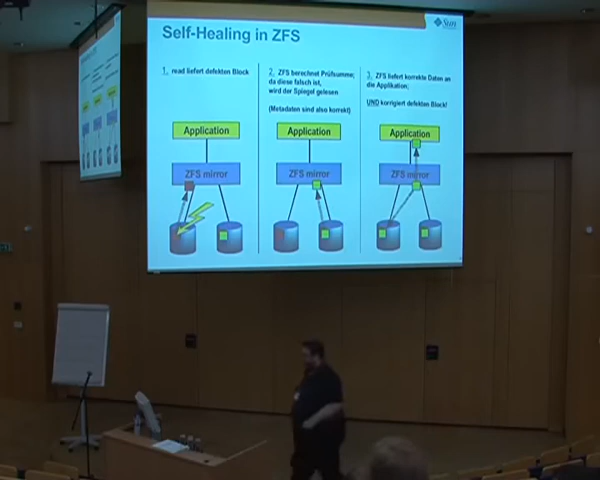 Sun
Self-Healing in ZFS
1. read liefert defekten Block
2. ZFS berechnet Prüfsumme;
da diese falsch ist,
wird der Spiegel gelesen
(Metadaten sind also korrekt)
3. ZFS liefert korrekte Daten an
die Applikation;
UND korrigiert defekten Block!
Application
Application
Application
ZFS mirror
ZFS mirror
ZFS mirror